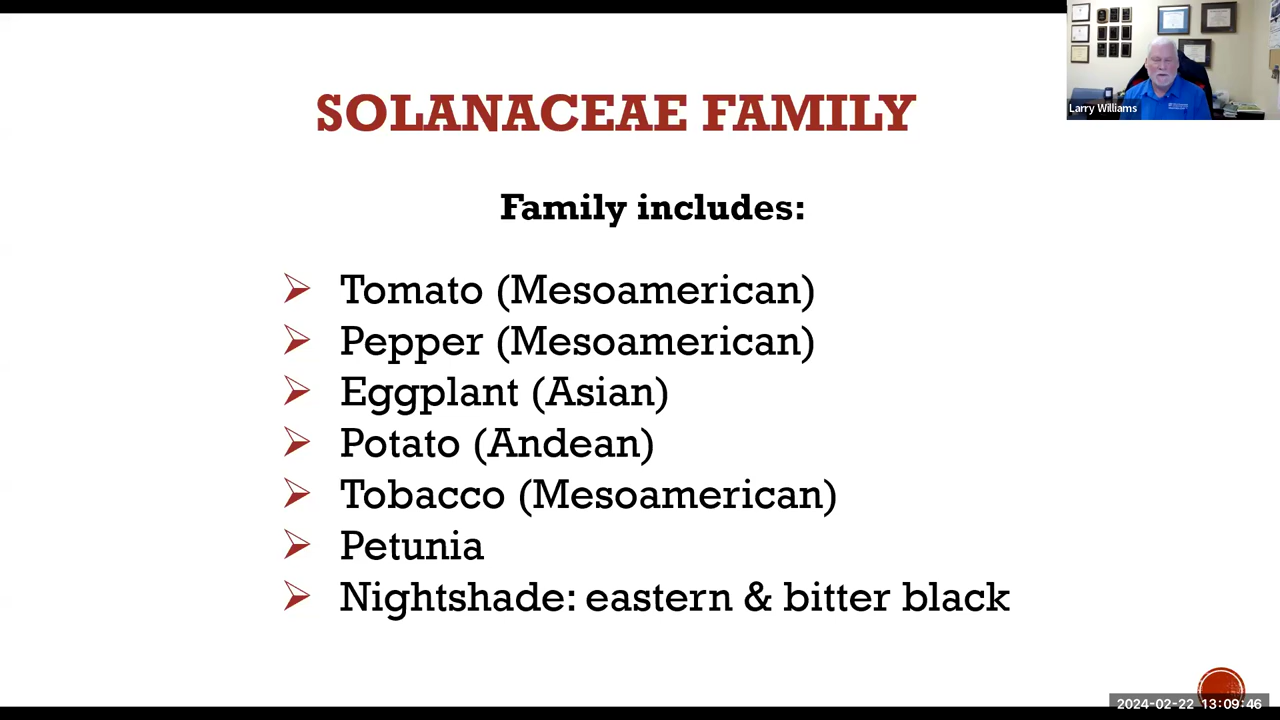 Larry Williams
SOLANACEAE FAMILY
Family includes:
Tomato (Mesoamerican)
Pepper (Mesoamerican)
Eggplant (Asian)
Potato (Andean)
Tobacco (Mesoamerican)
Petunia
Nightshade: eastern & bitter black
2024-02-22 13:09:46